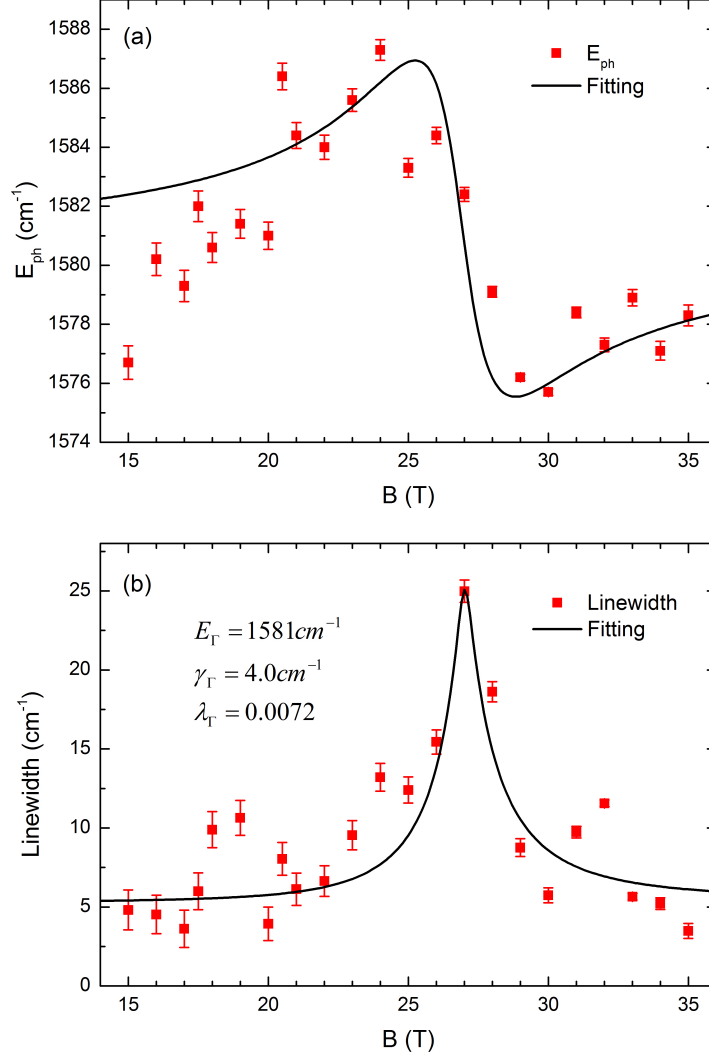 (a)
E_ph
Fitting
1588
1586
1584
1582
1580
1578
1576
1574
E_ph (cm⁻¹)
15 20 25 30 35
B (T)
(b)
Linewidth
Fitting
E_Γ = 1581cm⁻¹
γ_Γ = 4.0cm⁻¹
λ_Γ = 0.0072
25
20
15
10
5
0
Linewidth (cm⁻¹)
15 20 25 30 35
B (T)